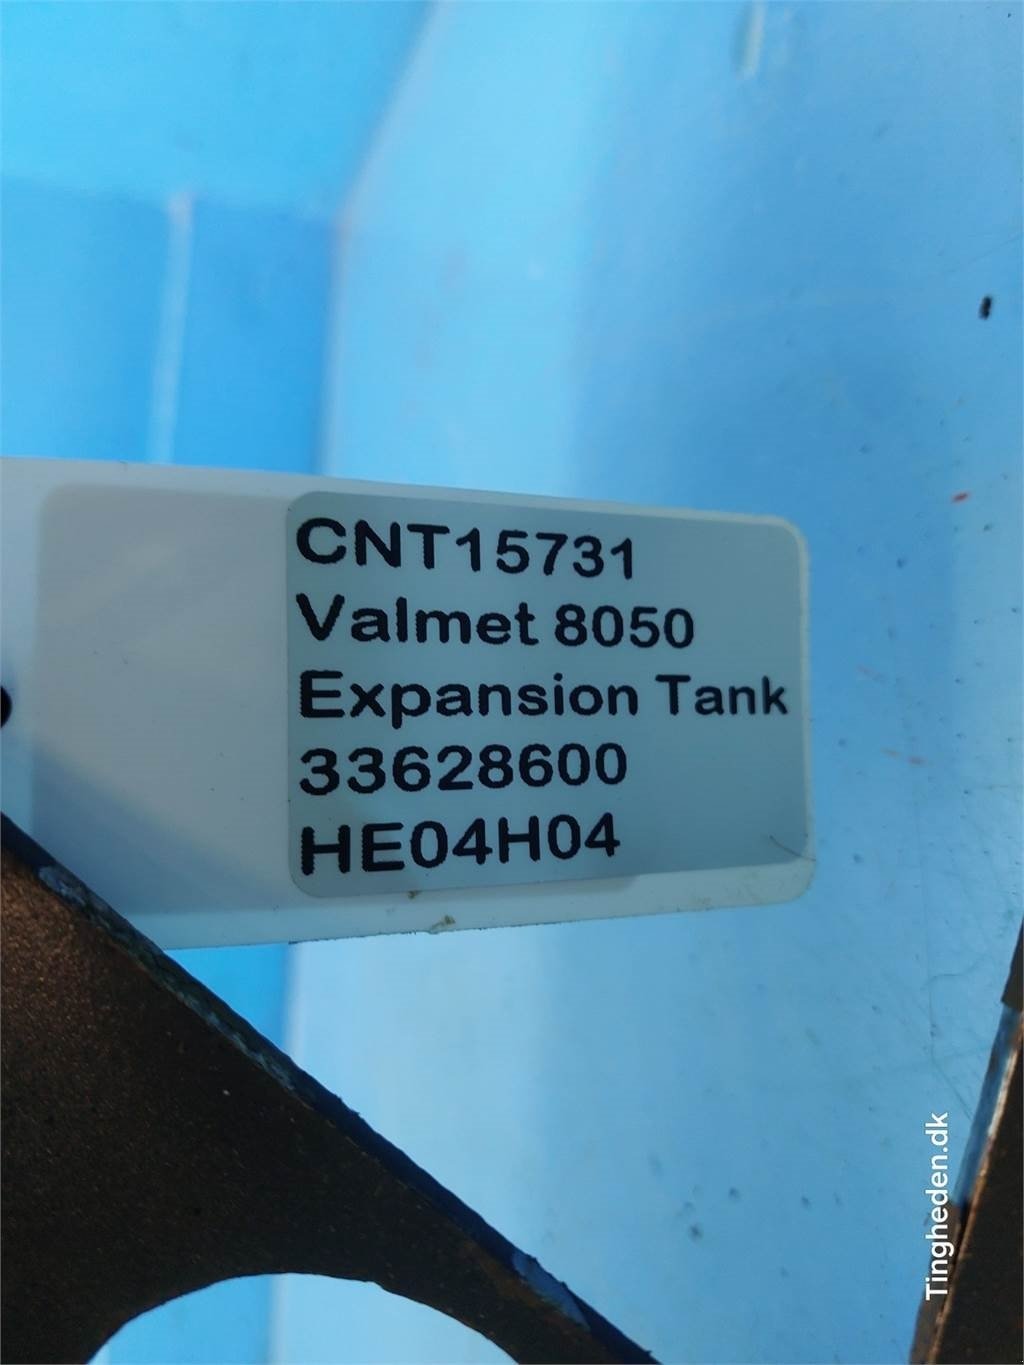 CNT15731
Valmet 8050
Expansion Tank
33628600
HE04H04
Tingheden.dk